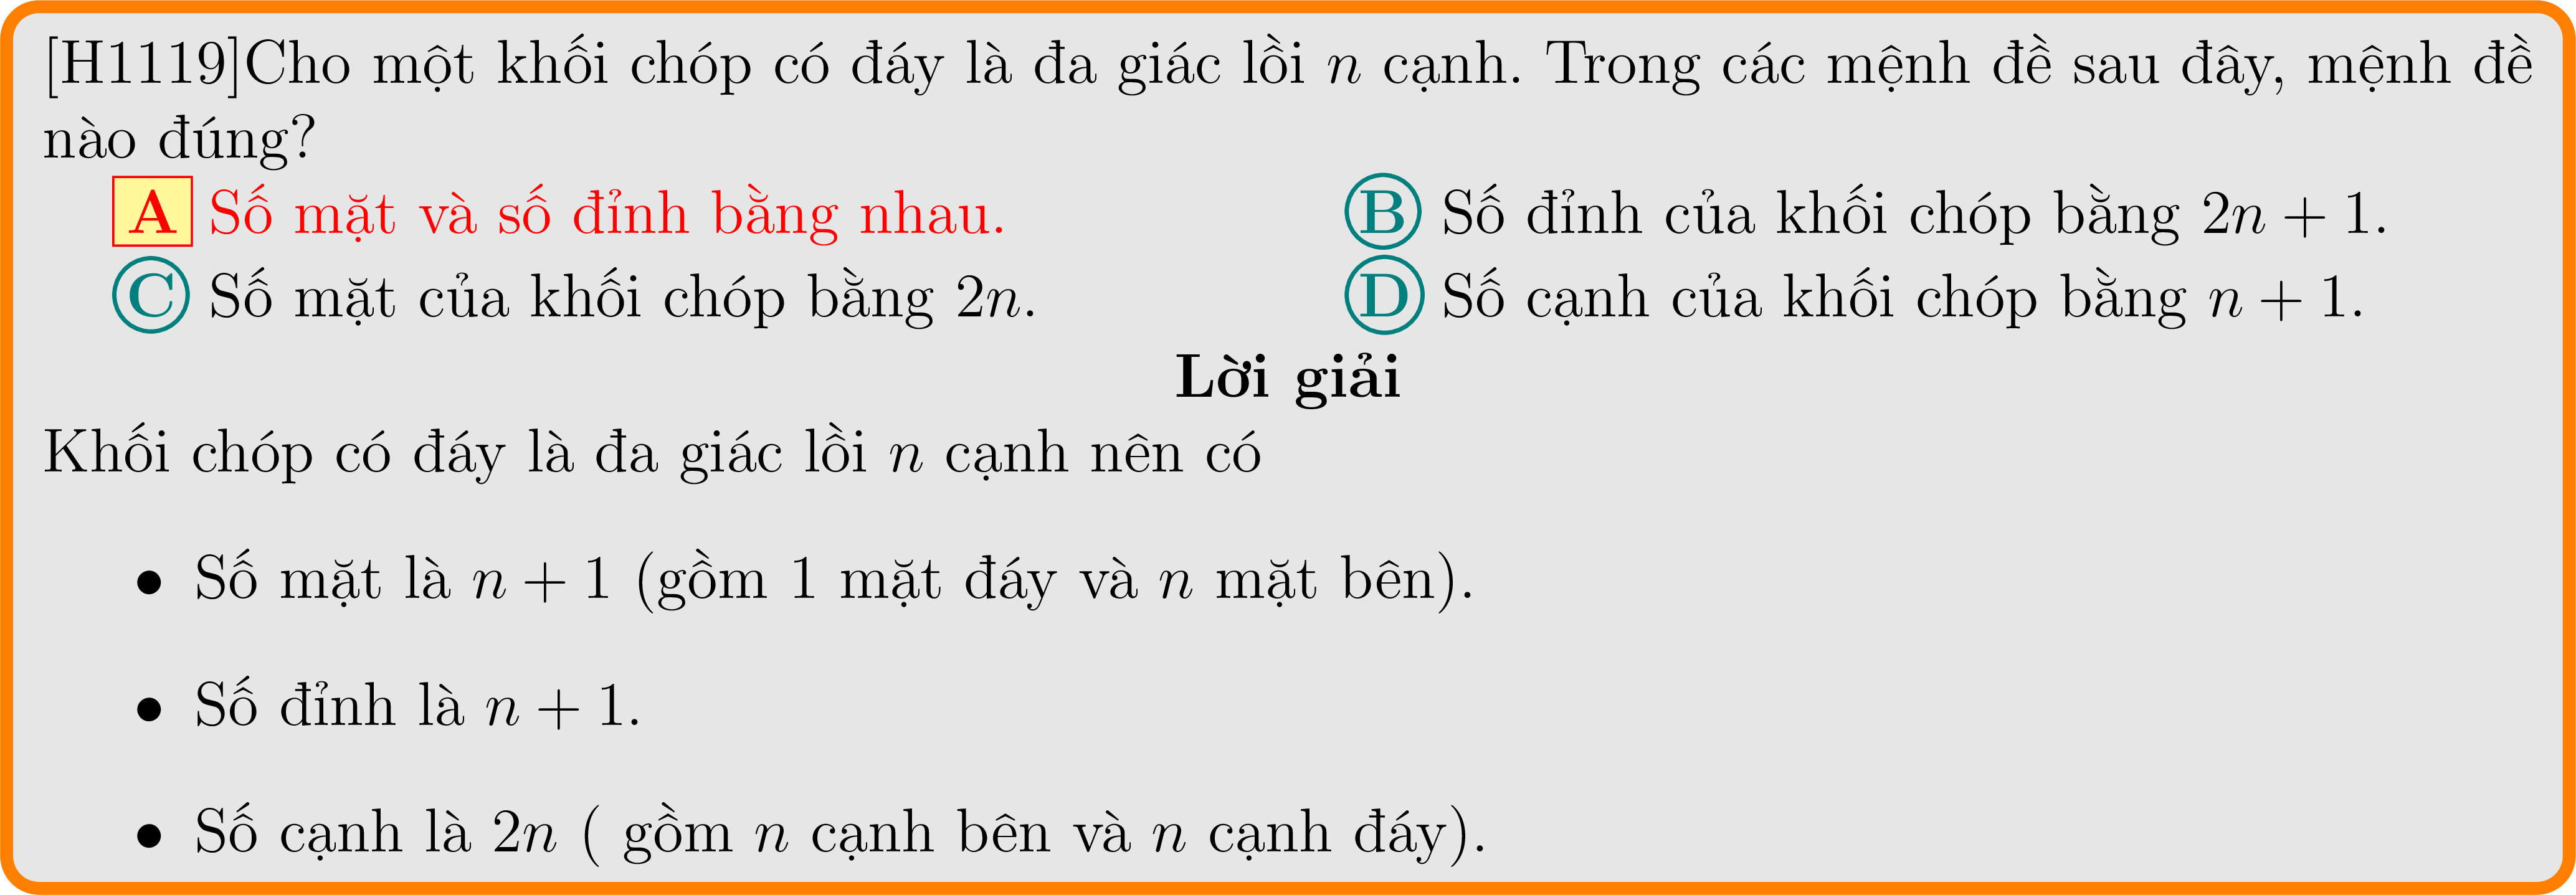 [H1119]Cho một khối chóp có đáy là đa giác lồi n cạnh. Trong các mệnh đề sau đây, mệnh đề
nào đúng?
A Số mặt và số đỉnh bằng nhau.
B Số đỉnh của khối chóp bằng 2n + 1.
C Số mặt của khối chóp bằng 2n.
D Số cạnh của khối chóp bằng n + 1.
Lời giải
Khối chóp có đáy là đa giác lồi n cạnh nên có
• Số mặt là n + 1 (gồm 1 mặt đáy và n mặt bên).
• Số đỉnh là n + 1.
• Số cạnh là 2n ( gồm n cạnh bên và n cạnh đáy).